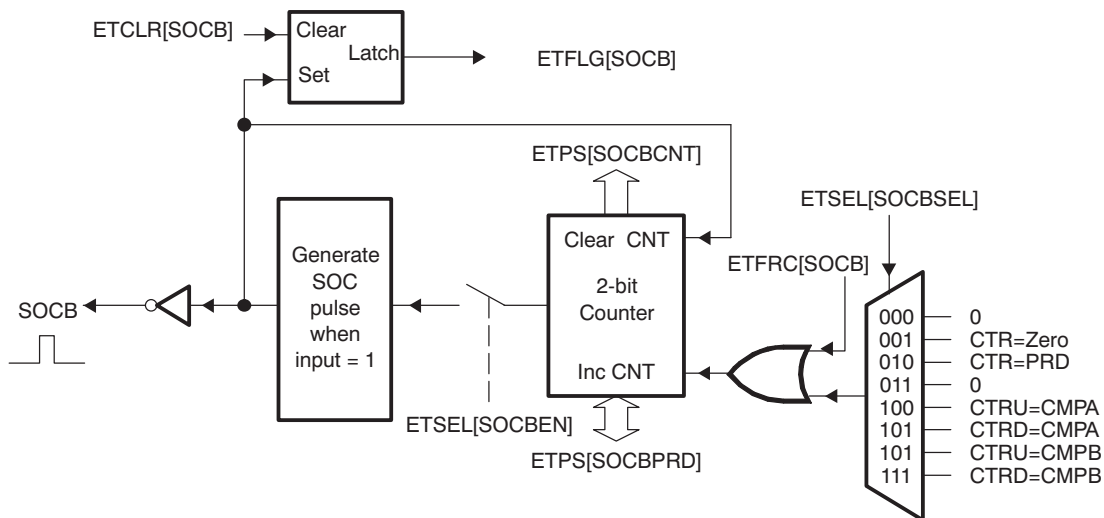 ETCLR[SOCB]
Clear
Latch
Set
ETFLG[SOCB]
ETPS[SOCBCNT]
ETSEL[SOCBSEL]
Generate
SOC
pulse
when
input = 1
Clear CNT
2-bit
Counter
Inc CNT
ETFRC[SOCB]
SOCB
ETSEL[SOCBEN]
ETPS[SOCBPRD]
000 0
001 CTR=Zero
010 CTR=PRD
011 0
100 CTRU=CMPA
101 CTRD=CMPA
101 CTRU=CMPB
111 CTRD=CMPB